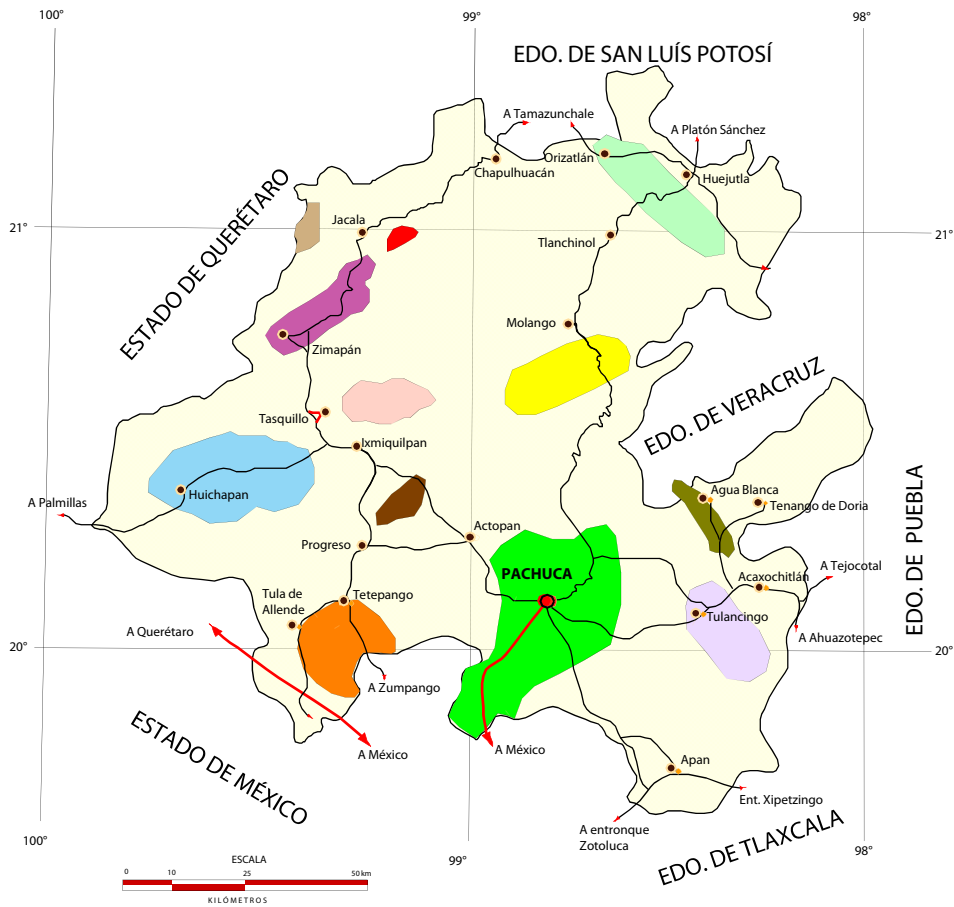 100°
99°
98°
EDO. DE SAN LUÍS POTOSÍ
A Tamazunchale
A Platón Sánchez
Orizatlán
Chapulhuacán
Huejutla
ESTADO DE QUERÉTARO
Jacala
21°
21°
Tlanchinol
Molango
Zimapán
EDO. DE VERACRUZ
Tasquillo
Ixmiquilpan
Huichapan
A Palmillas
Agua Blanca
Tenango de Doria
EDO. DE PUEBLA
Actopan
Progreso
PACHUCA
A Tejocotal
Acaxochitlán
Tula de
Allende
Tetepango
Tulancingo
A Querétaro
A Ahuazotepec
20°
20°
A Zumpango
ESTADO DE MÉXICO
A México
A México
Apan
Ent. Xipetzingo
A entronque
Zotoluca
EDO. DE TLAXCALA
100°
99°
98°
ESCALA
0 10 25 50 km
KILÓMETROS